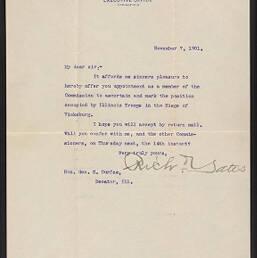 EXECUTIVE OFFICE
November 7, 1901.
My dear sir,-
It affords me sincere pleasure to
hereby offer you appointment as a member of the
Commission to ascertain and mark the position
occupied by Illinois Troops in the Siege of
Vicksburg.
I hope you will accept by return mail.
Will you confer with me, and the other Commis-
sioners, on Thursday next, the 14th instant?
Very truly yours,
Rich Yates
Hon. Geo. S. Durfee,
Decatur, Ill.